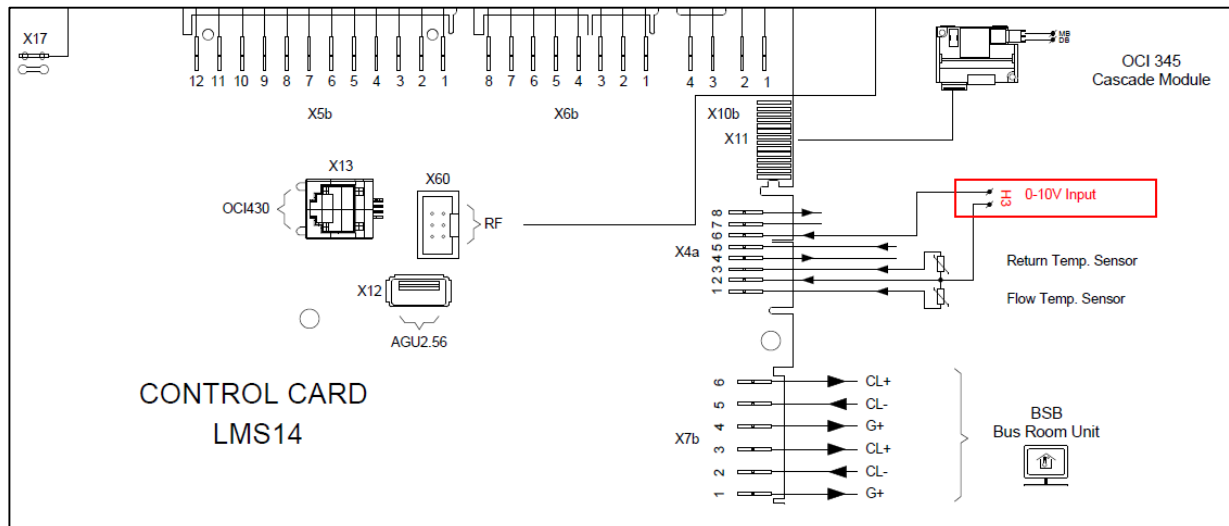 X17
12 11 10 9 8 7 6 5 4 3 2 1
8 7 6 5 4 3 2 1
4 3 2 1
X5b
X6b
X10b
X11
MB
DB
OCI 345
Cascade Module
X13
OCI430
X60
RF
X12
AGU2.56
X4a
8
7
6
5
4
3
2
1
H3 0-10V Input
Return Temp. Sensor
Flow Temp. Sensor
CONTROL CARD
LMS14
X7b
6 CL+
5 CL-
4 G+
3 CL+
2 CL-
1 G+
BSB
Bus Room Unit